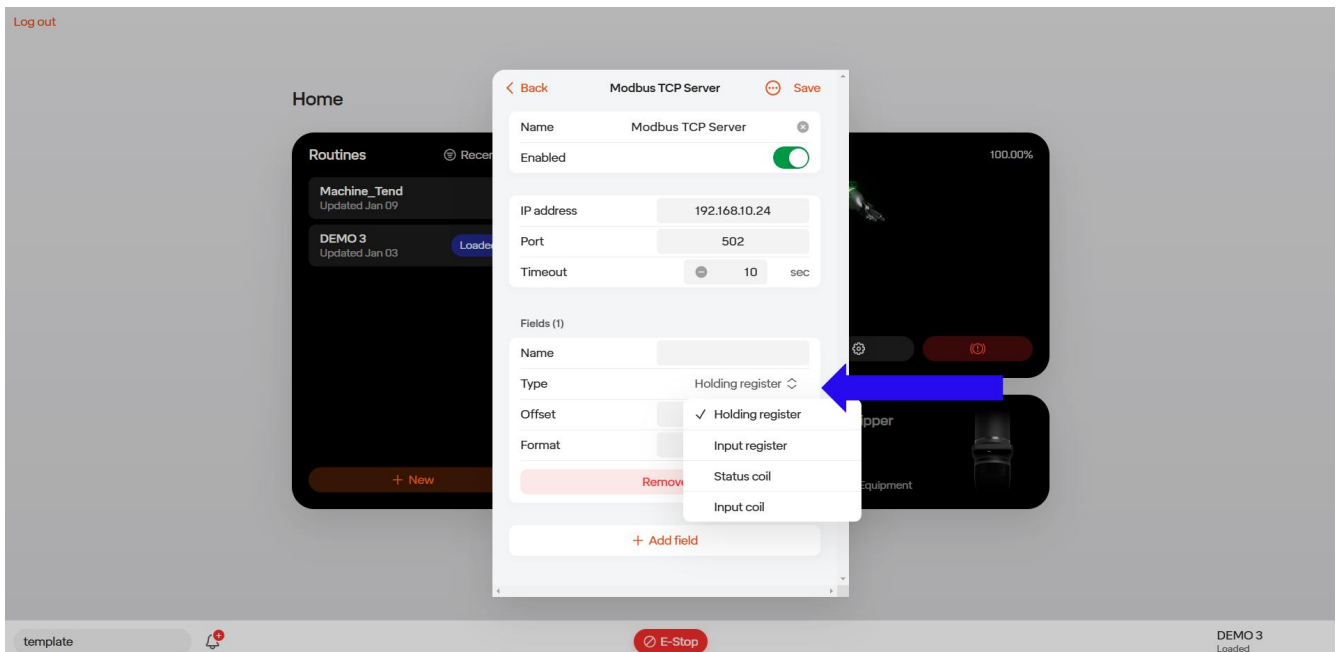 Log out
Home
Routines
Recen
Machine_Tend
Updated Jan 09
DEMO 3
Updated Jan 03
Loaded
+ New
Back
Modbus TCP Server
Save
Name
Modbus TCP Server
Enabled
IP address
192.168.10.24
Port
502
Timeout
10
sec
Fields (1)
Name
Type
Holding register
Offset
Format
Holding register
Input register
Status coil
Input coil
Remove
+ Add field
100.00%
ipper
Equipment
template
E-Stop
DEMO 3
Loaded